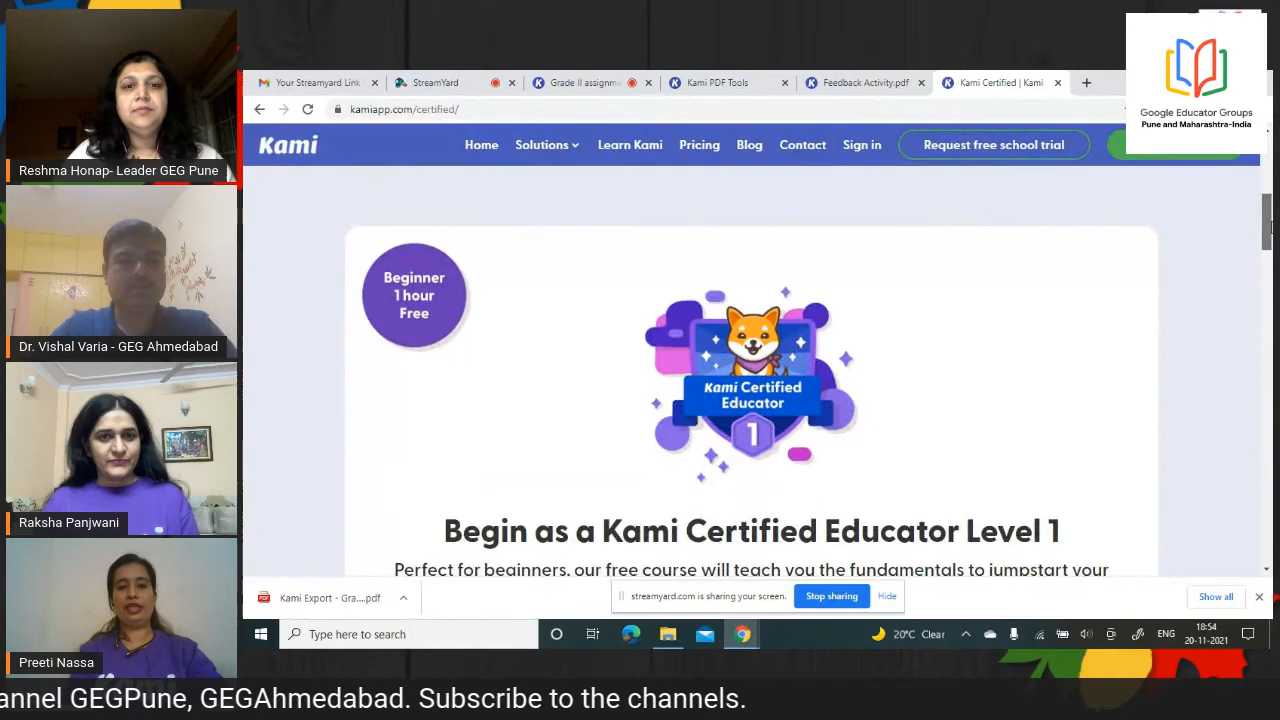 Reshma Honap- Leader GEG Pune
Dr. Vishal Varia - GEG Ahmedabad
Raksha Panjwani
Preeti Nassa
Your Streamyard Link
StreamYard
Grade II assignm
Kami PDF Tools
Feedback Activity.pdf
Kami Certified | Kami
kamiapp.com/certified/
Kami
Home
Solutions
Learn Kami
Pricing
Blog
Contact
Sign in
Request free school trial
Google Educator Groups
Pune and Maharashtra-India
Beginner
1 hour
Free
Kami Certified
Educator
1
Begin as a Kami Certified Educator Level 1
Perfect for beginners, our free course will teach you the fundamentals to jumpstart your
Kami Export - Gra....pdf
streamyard.com is sharing your screen.
Stop sharing
Hide
Show all
Type here to search
20°C Clear
ENG
18:54
20-11-2021
annel GEGPune, GEGAhmedabad. Subscribe to the channels.